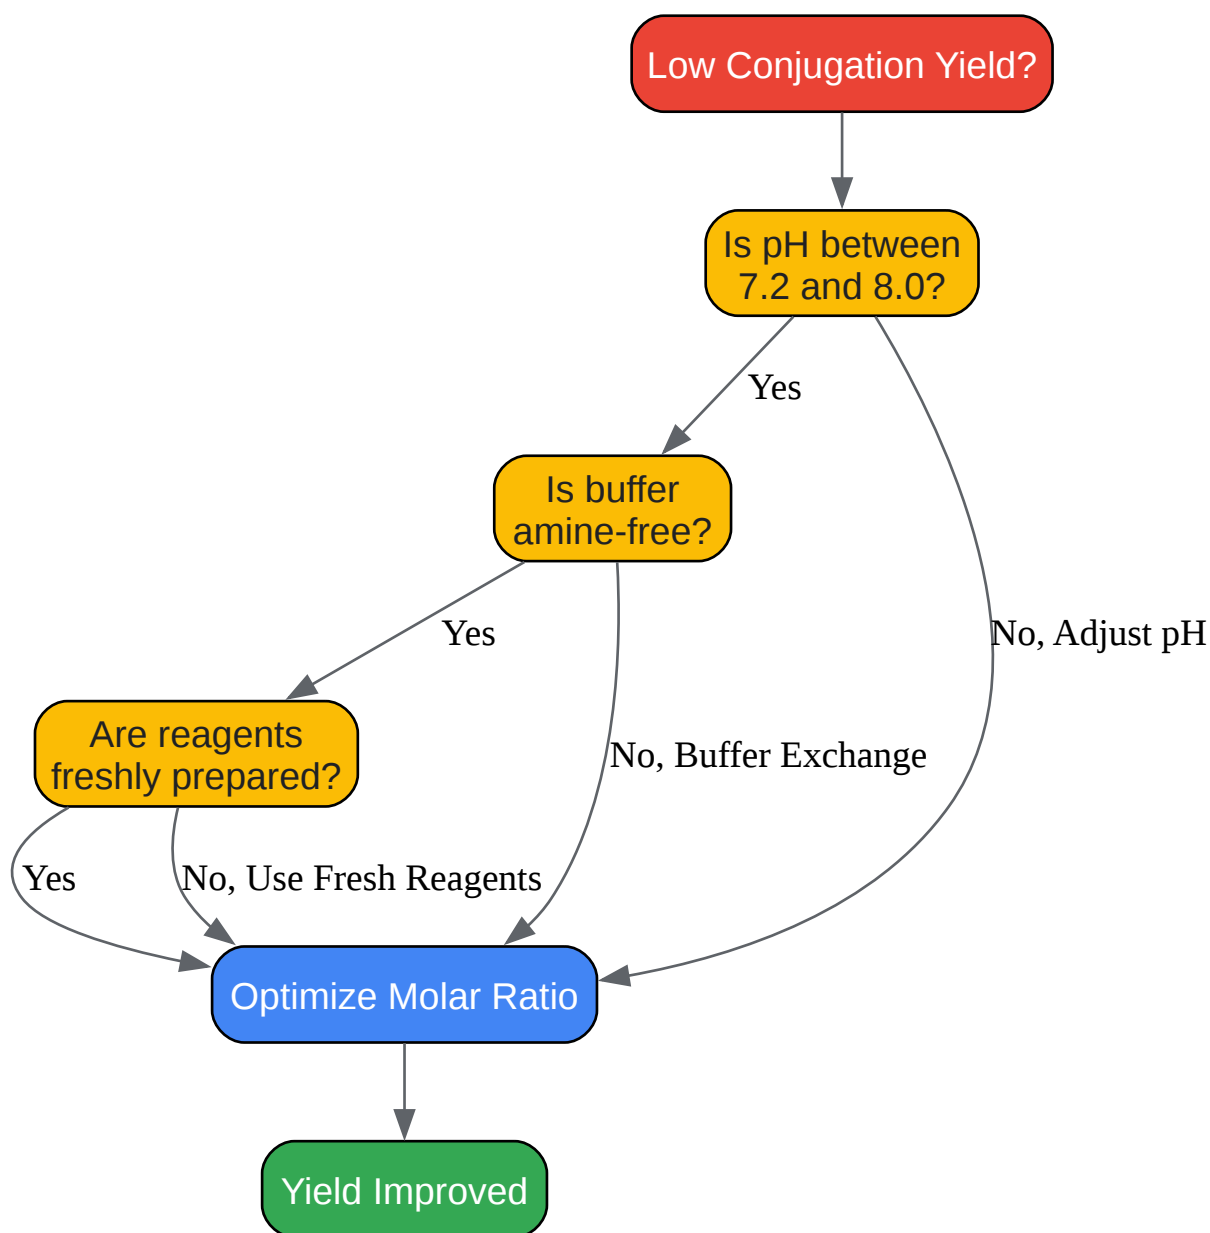 Low Conjugation Yield?
Is pH between
7.2 and 8.0?
Yes
Is buffer
amine-free?
Yes
No, Adjust pH
Are reagents
freshly prepared?
No, Buffer Exchange
Yes
No, Use Fresh Reagents
Optimize Molar Ratio
Yield Improved